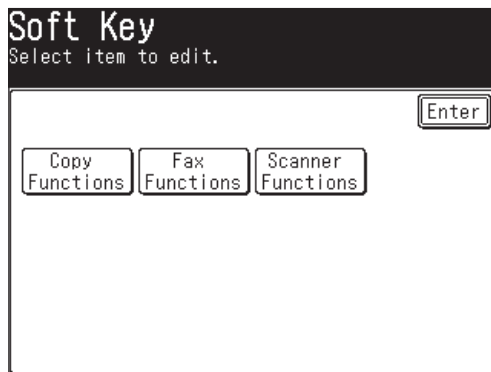 Soft Key
Select item to edit.
Enter
Copy Functions
Fax Functions
Scanner Functions